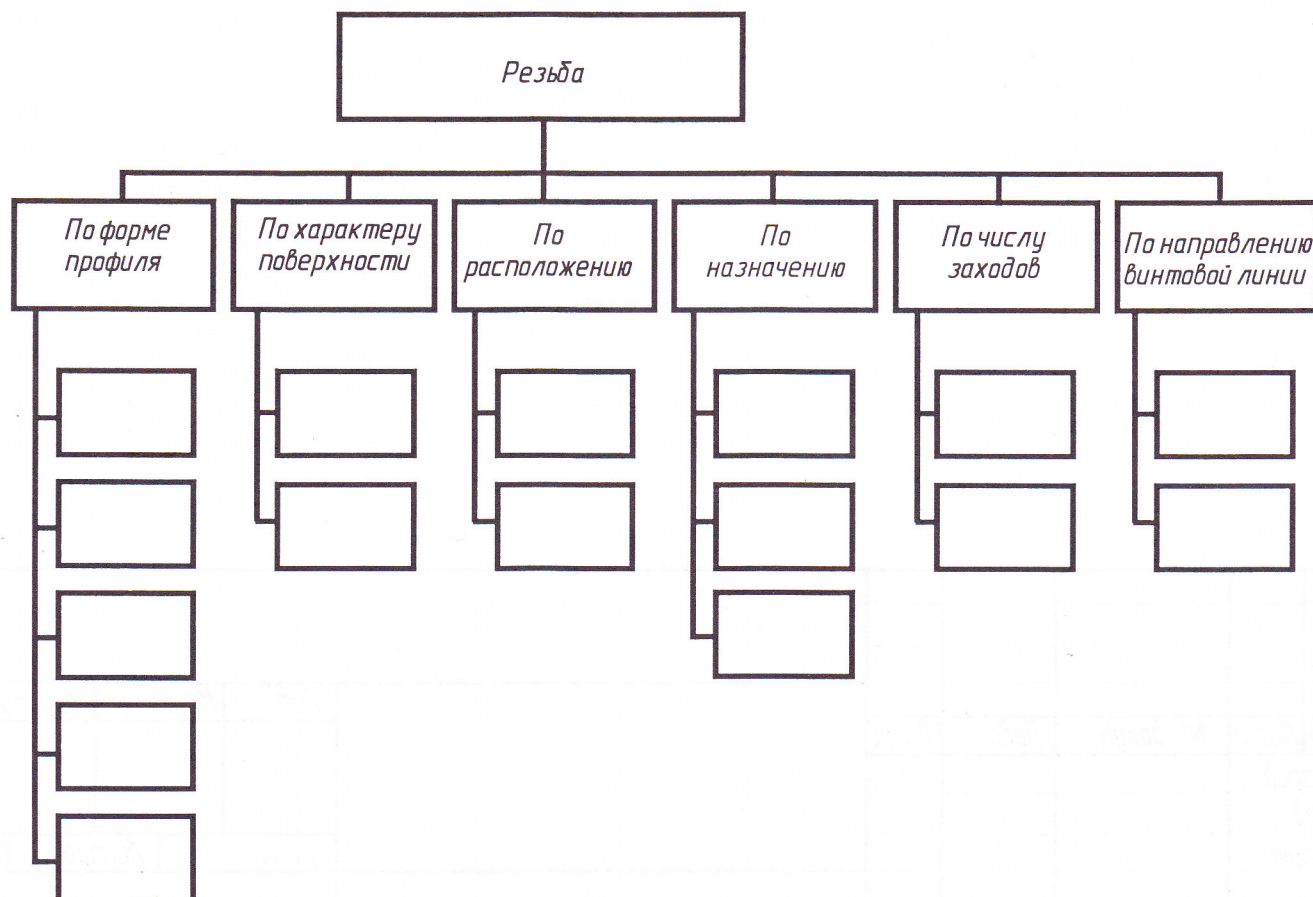 Резьба
По форме
профиля
По характеру
поверхности
По
расположению
По
назначению
По числу
заходов
По направлению
винтовой линии